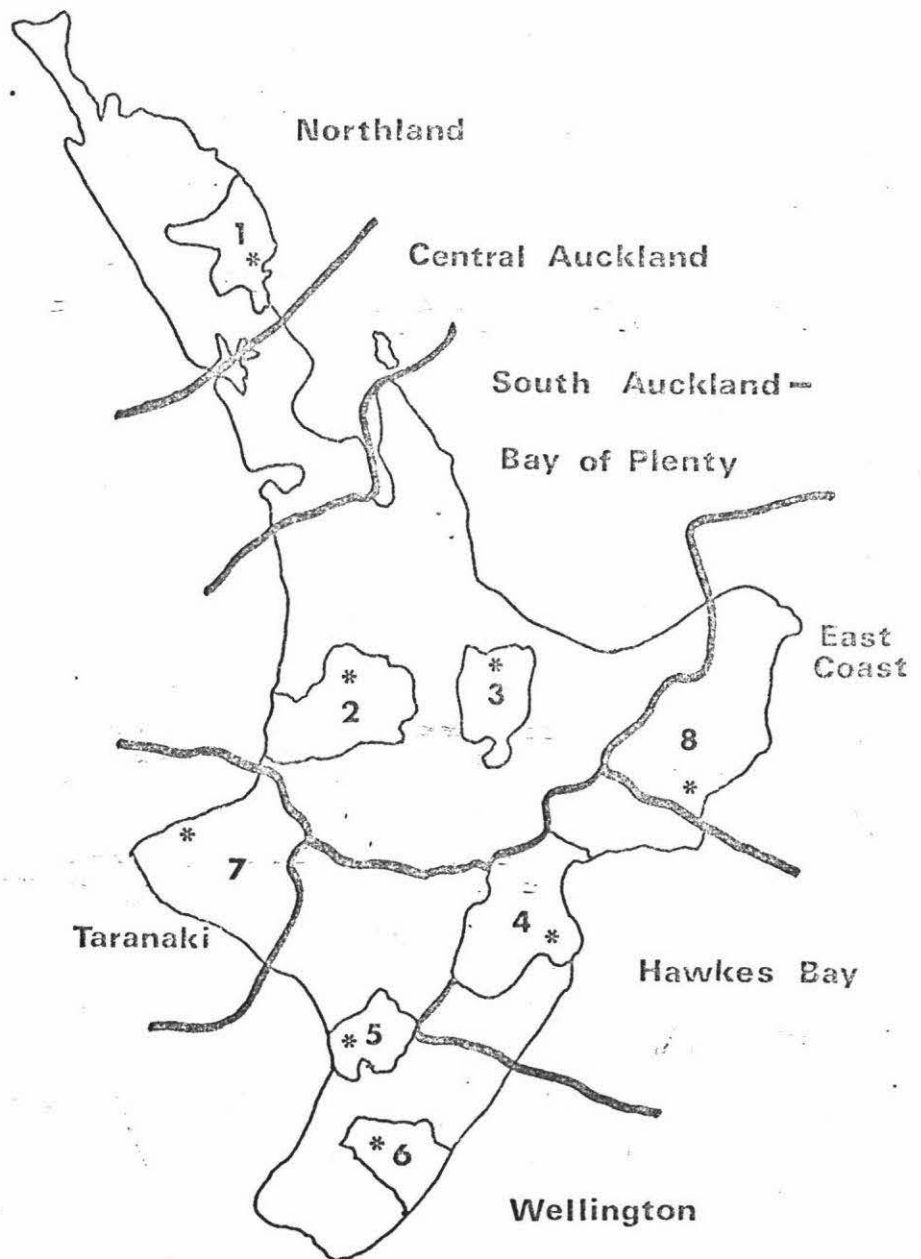 Northland
1
*
Central Auckland
South Auckland-
Bay of Plenty
East
Coast
*
2
*
3
8
*
*
7
4
*
Taranaki
Hawkes Bay
*
5
*
6
Wellington